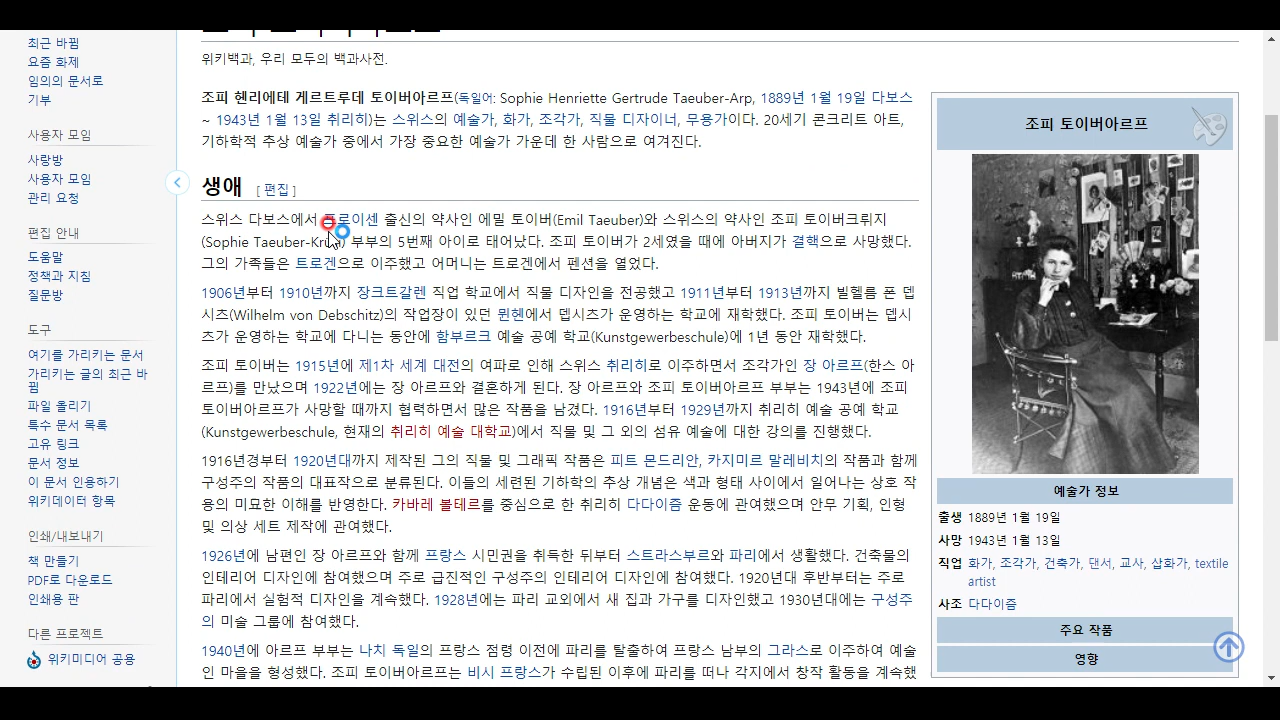 최근 바뀜
요즘 화제
임의의 문서로
기부
사용자 모임
사랑방
사용자 모임
관리 요청
편집 안내
도움말
정책과 지침
질문방
도구
여기를 가리키는 문서
가리키는 글의 최근 바
뀜
파일 올리기
특수 문서 목록
고유 링크
문서 정보
이 문서 인용하기
위키데이터 항목
인쇄/내보내기
책 만들기
PDF로 다운로드
인쇄용 판
다른 프로젝트
위키미디어 공용
위키백과, 우리 모두의 백과사전.
조피 헨리에테 게르트루데 토이버아르프(독일어: Sophie Henriette Gertrude Taeuber-Arp, 1889년 1월 19일 다보스
~ 1943년 1월 13일 취리히)는 스위스의 예술가, 화가, 조각가, 직물 디자이너, 무용가이다. 20세기 콘크리트 아트,
기하학적 추상 예술가 중에서 가장 중요한 예술가 가운데 한 사람으로 여겨진다.
생애 [ 편집 ]
스위스 다보스에서 출신의 약사인 에밀 토이버(Emil Taeuber)와 스위스의 약사인 조피 토이버크뤼지
(Sophie 부부의 5번째 아이로 태어났다. 조피 토이버가 2세였을 때에 아버지가 결핵으로 사망했다.
그의 가족들은 트로겐으로 이주했고 어머니는 트로겐에서 펜션을 열었다.
1906년부터 1910년까지 장크트갈렌 직업 학교에서 직물 디자인을 전공했고 1911년부터 1913년까지 빌헬름 폰 뎁
시츠(Wilhelm von Debschitz)의 작업장이 있던 뮌헨에서 뎁시츠가 운영하는 학교에 재학했다. 조피 토이버는 뎁시
츠가 운영하는 학교에 다니는 동안에 함부르크 예술 공예 학교(Kunstgewerbeschule)에 1년 동안 재학했다.
조피 토이버는 1915년에 제1차 세계 대전의 여파로 인해 스위스 취리히로 이주하면서 조각가인 장 아르프(한스 아
르프)를 만났으며 1922년에는 장 아르프와 결혼하게 된다. 장 아르프와 조피 토이버아르프 부부는 1943년에 조피
토이버아르프가 사망할 때까지 협력하면서 많은 작품을 남겼다. 1916년부터 1929년까지 취리히 예술 공예 학교
(Kunstgewerbeschule, 현재의 취리히 예술 대학교)에서 직물 및 그 외의 섬유 예술에 대한 강의를 진행했다.
1916년경부터 1920년대까지 제작된 그의 직물 및 그래픽 작품은 피트 몬드리안, 카지미르 말레비치의 작품과 함께
구성주의 작품의 대표작으로 분류된다. 이들의 세련된 기하학의 추상 개념은 색과 형태 사이에서 일어나는 상호 작
용의 미묘한 이해를 반영한다. 카바레 볼테르를 중심으로 한 취리히 다다이즘 운동에 관여했으며 안무 기획, 인형
및 의상 세트 제작에 관여했다.
1926년에 남편인 장 아르프와 함께 프랑스 시민권을 취득한 뒤부터 스트라스부르와 파리에서 생활했다. 건축물의
인테리어 디자인에 참여했으며 주로 급진적인 구성주의 인테리어 디자인에 참여했다. 1920년대 후반부터는 주로
파리에서 실험적 디자인을 계속했다. 1928년에는 파리 교외에서 새 집과 가구를 디자인했고 1930년대에는 구성주
의 미술 그룹에 참여했다.
1940년에 아르프 부부는 나치 독일의 프랑스 점령 이전에 파리를 탈출하여 프랑스 남부의 그라스로 이주하여 예술
인 마을을 형성했다. 조피 토이버아르프는 비시 프랑스가 수립된 이후에 파리를 떠나 각지에서 창작 활동을 계속했
조피 토이버아르프
예술가 정보
출생 1889년 1월 19일
사망 1943년 1월 13일
직업 화가, 조각가, 건축가, 댄서, 교사, 삽화가, textile
artist
사조 다다이즘
주요 작품
영향